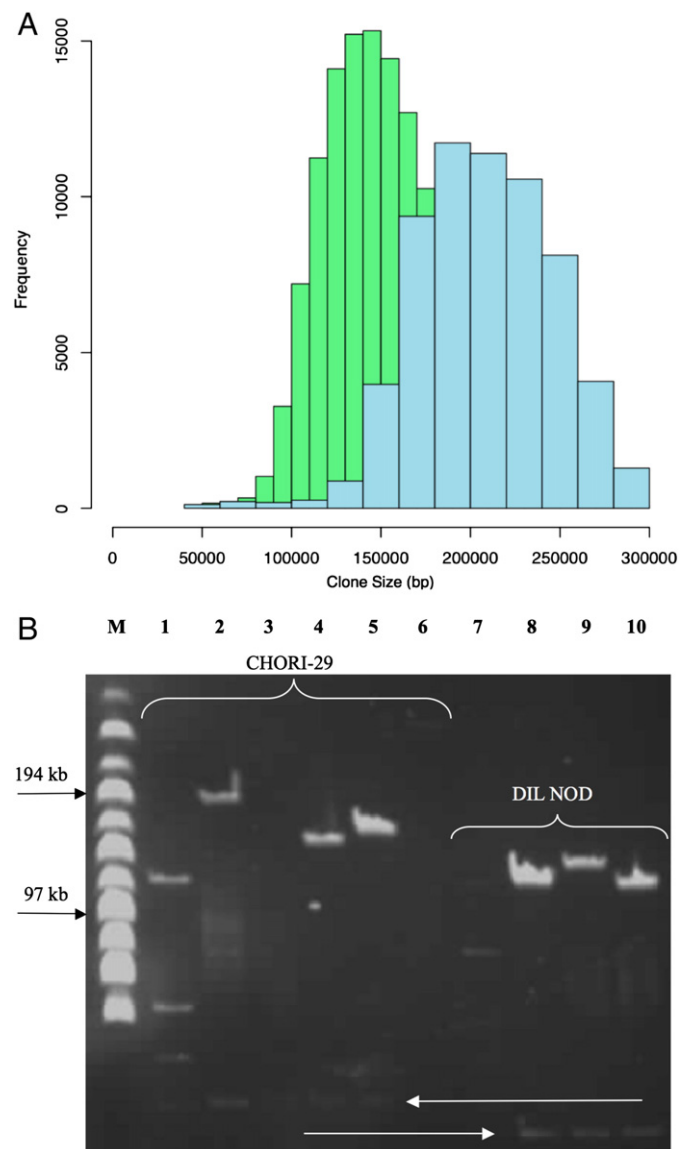 A
15000
10000
5000
0
Frequency
0 50000 100000 150000 200000 250000 300000
Clone Size (bp)
B
M 1 2 3 4 5 6 7 8 9 10
CHORI-29
194 kb
DIL NOD
97 kb